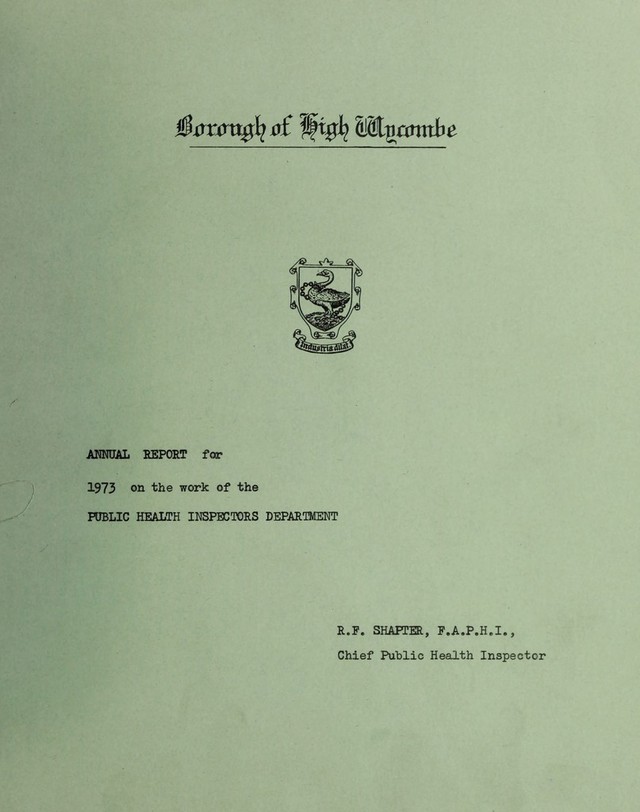 Borough of High Wycombe
Industria ditat
ANNUAL REPORT for
1973 on the work of the
PUBLIC HEALTH INSPECTORS DEPARTMENT
R.F. SHAPTER, F.A.P.H.I.,
Chief Public Health Inspector